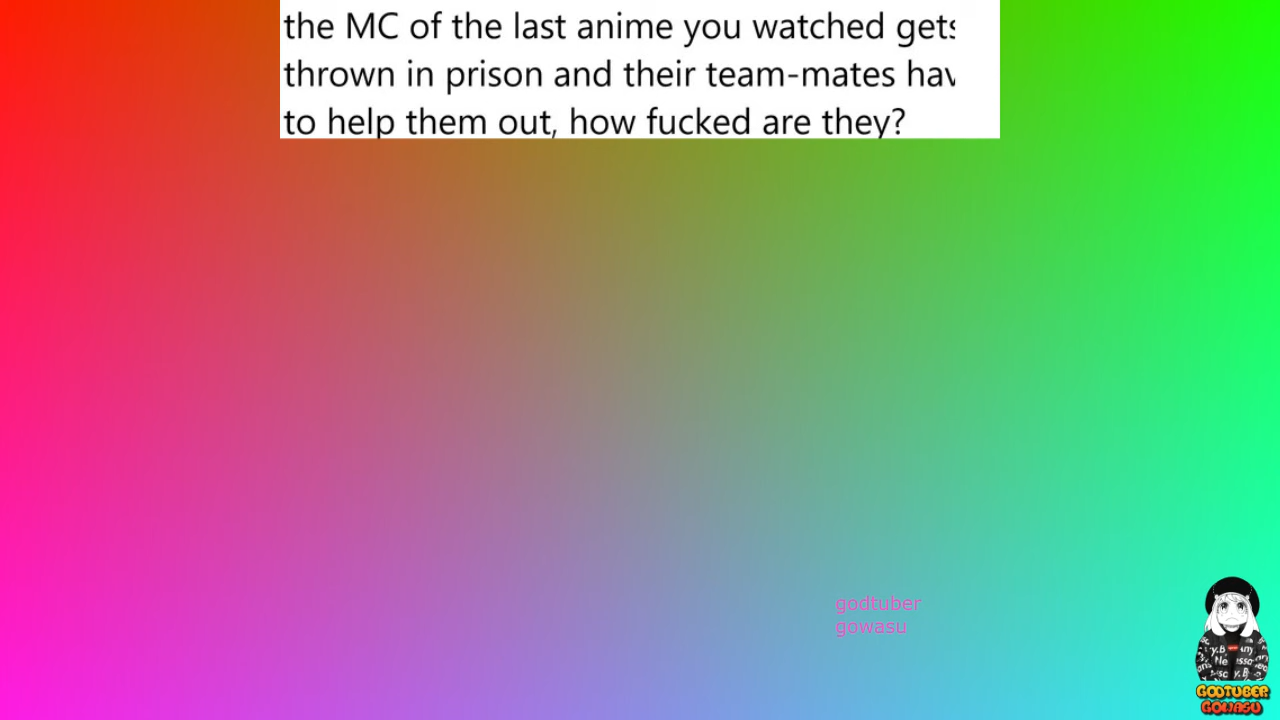 the MC of the last anime you watched gets
thrown in prison and their team-mates hav
to help them out, how fucked are they?
godtuber
gowasu
GODTUBER
GOWASU